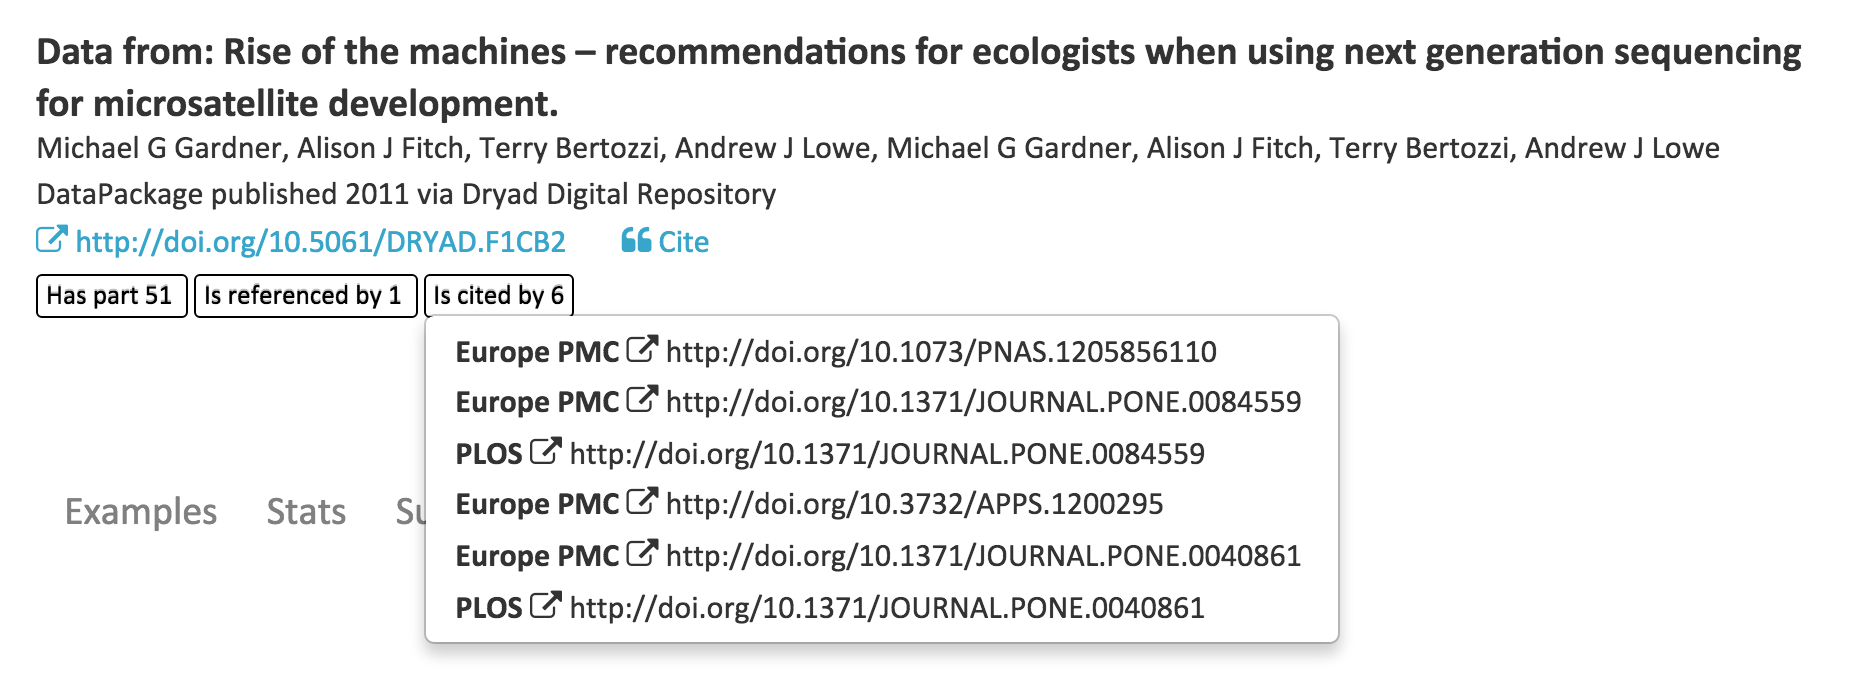 Data from: Rise of the machines – recommendations for ecologists when using next generation sequencing
for microsatellite development.
Michael G Gardner, Alison J Fitch, Terry Bertozzi, Andrew J Lowe, Michael G Gardner, Alison J Fitch, Terry Bertozzi, Andrew J Lowe
DataPackage published 2011 via Dryad Digital Repository
http://doi.org/10.5061/DRYAD.F1CB2 Cite
Has part 51 Is referenced by 1 Is cited by 6
Europe PMC http://doi.org/10.1073/PNAS.1205856110
Europe PMC http://doi.org/10.1371/JOURNAL.PONE.0084559
PLOS http://doi.org/10.1371/JOURNAL.PONE.0084559
Europe PMC http://doi.org/10.3732/APPS.1200295
Examples Stats
Europe PMC http://doi.org/10.1371/JOURNAL.PONE.0040861
PLOS http://doi.org/10.1371/JOURNAL.PONE.0040861